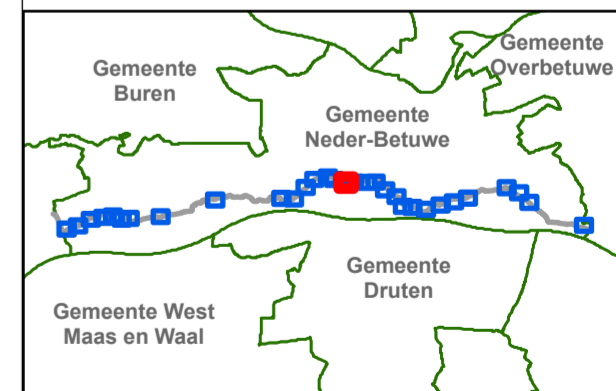 Gemeente
Overbetuwe
Gemeente
Buren
Gemeente
Neder-Betuwe
Gemeente
Druten
Gemeente West
Maas en Waal